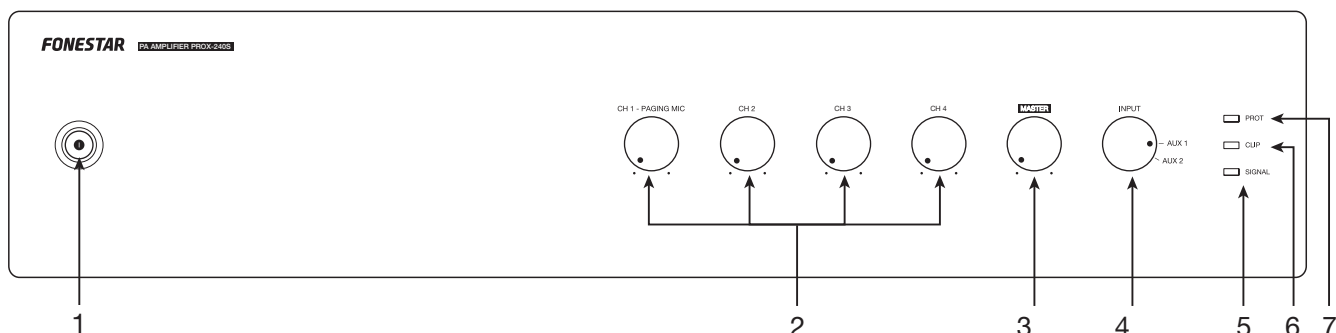 FONESTAR PA AMPLIFIER PROX-240S
CH 1 - PAGING MIC CH 2 CH 3 CH 4 MASTER INPUT
PROT
AUX 1
CLIP
AUX 2
SIGNAL
1 2 3 4 5 6 7